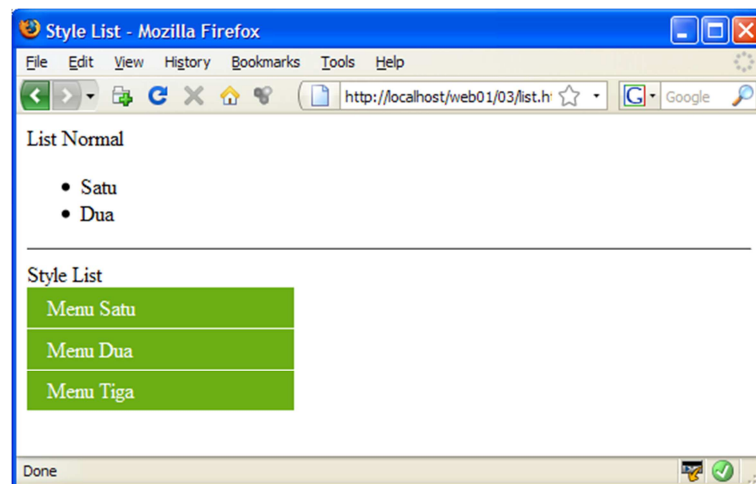 Style List - Mozilla Firefox
File Edit View History Bookmarks Tools Help
http://localhost/web01/03/list.h G Google
List Normal
Satu
Dua
Style List
Menu Satu
Menu Dua
Menu Tiga
Done